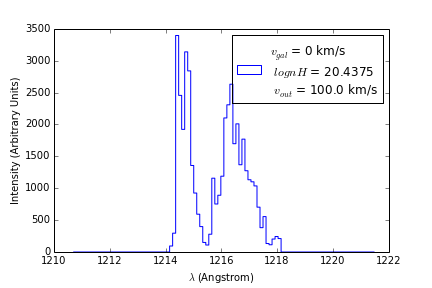 3500
3000
2500
2000
1500
1000
500
0
Intensity (Arbitrary Units)
v_gal = 0 km/s
lognH = 20.4375
v_out = 100.0 km/s
1210 1212 1214 1216 1218 1220 1222
λ (Angstrom)